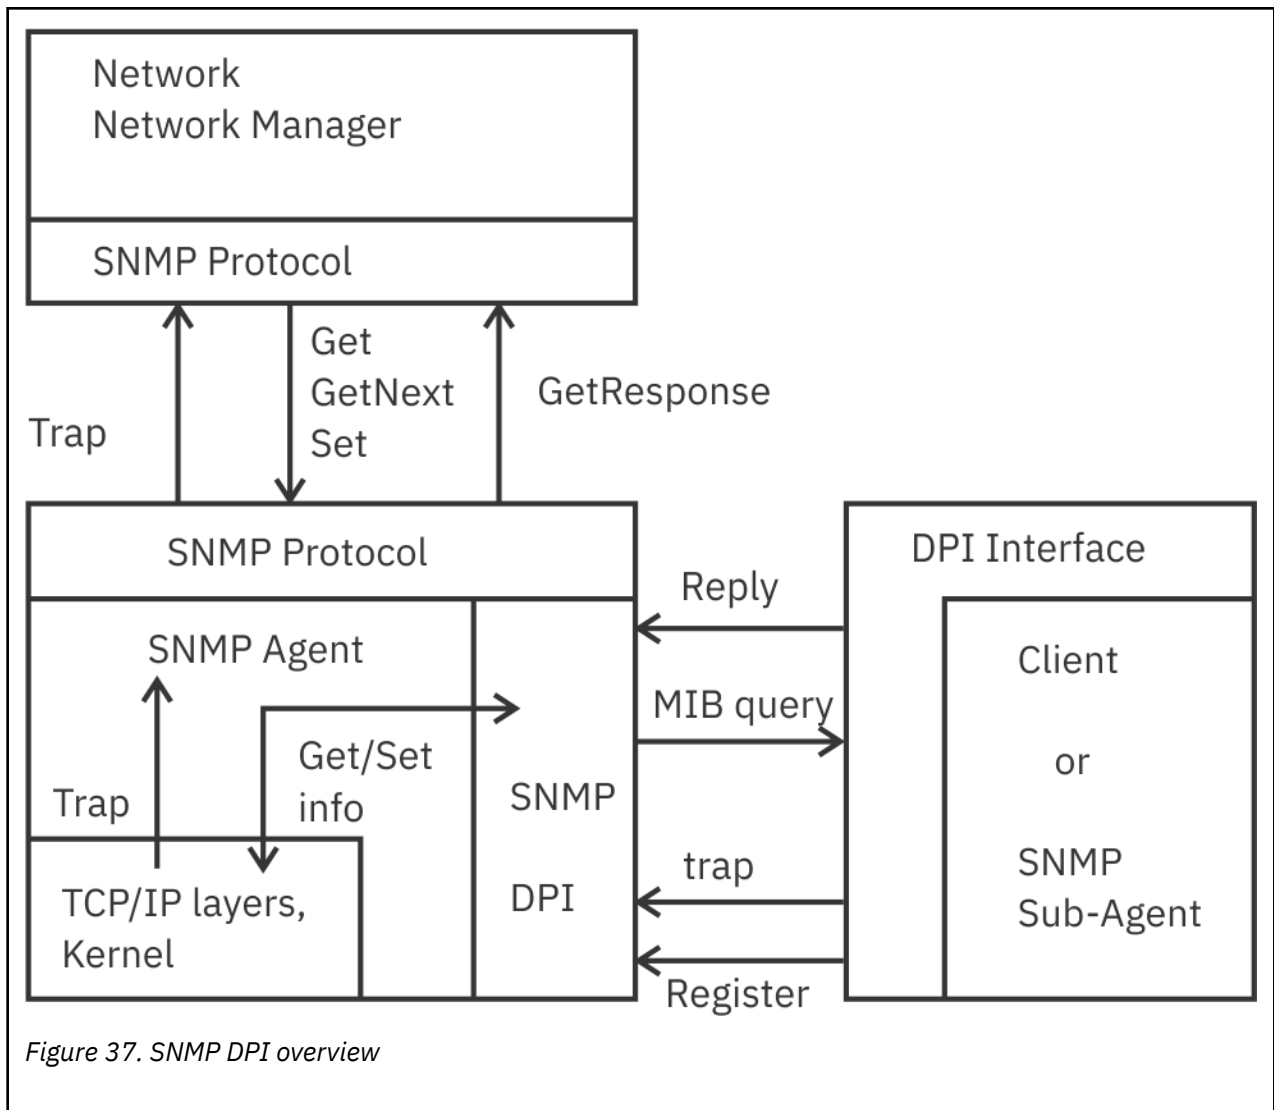 Network
Network Manager
SNMP Protocol
Trap
Get
GetNext
Set
GetResponse
SNMP Protocol
SNMP Agent
Trap
Get/Set
info
TCP/IP layers,
Kernel
SNMP
DPI
Reply
MIB query
trap
Register
DPI Interface
Client
or
SNMP
Sub-Agent
Figure 37. SNMP DPI overview